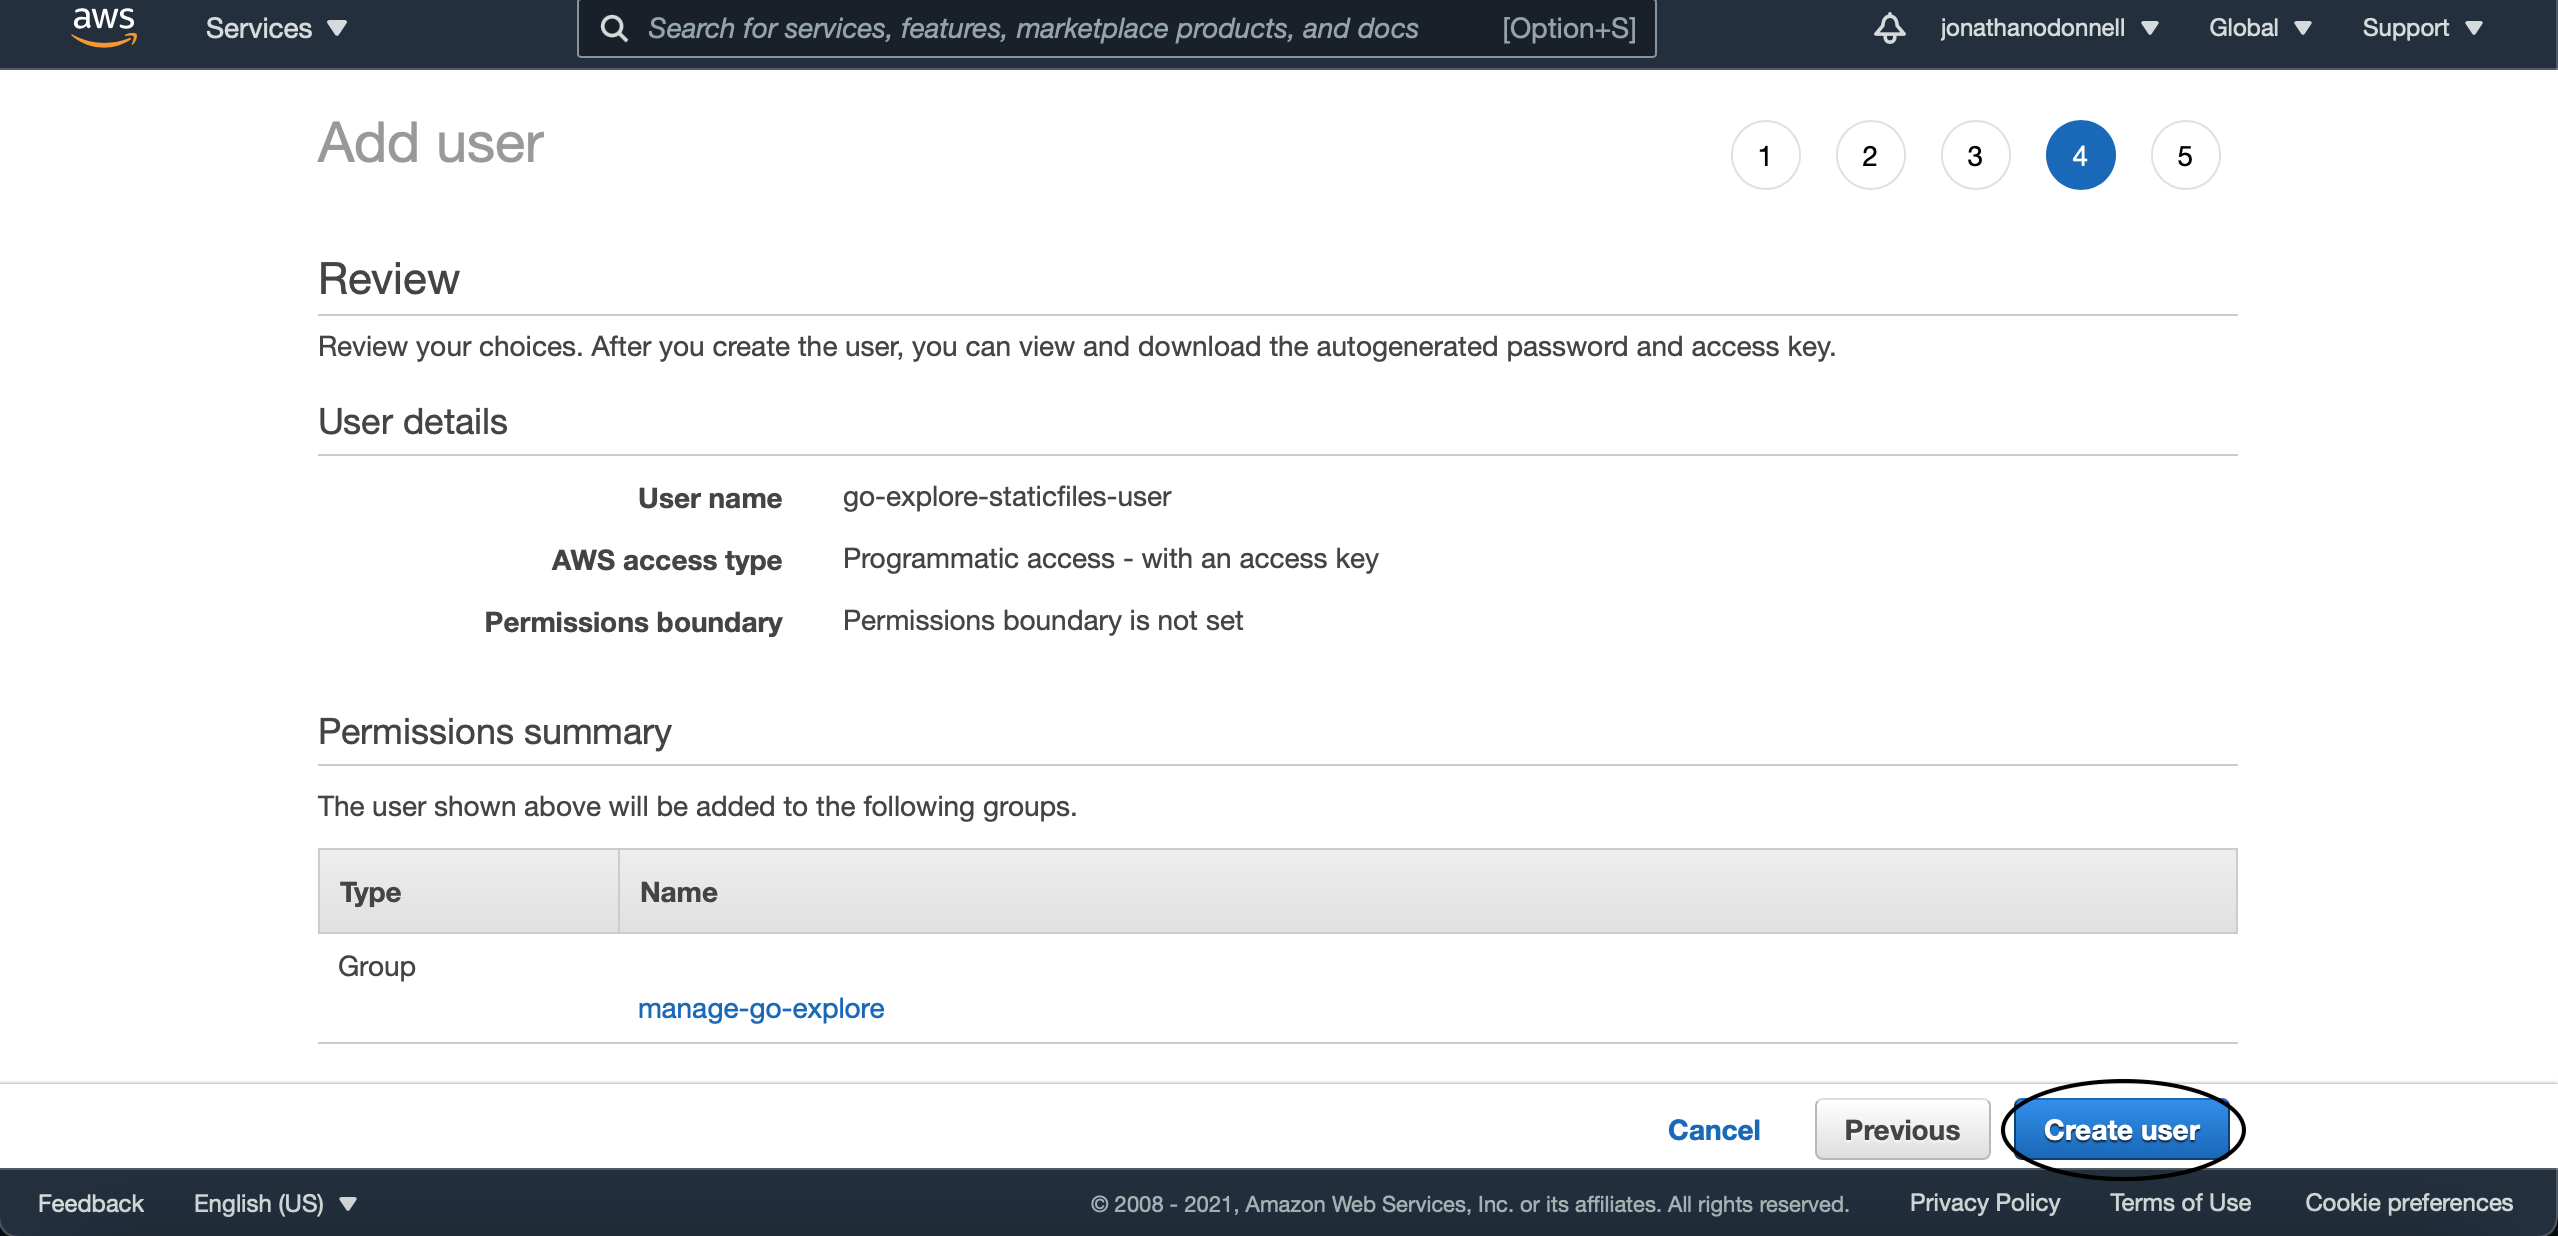 aws Services Search for services, features, marketplace products, and docs [Option+S] jonathanodonnell Global Support
Add user 1 2 3 4 5
Review
Review your choices. After you create the user, you can view and download the autogenerated password and access key.
User details
User name go-explore-staticfiles-user
AWS access type Programmatic access - with an access key
Permissions boundary Permissions boundary is not set
Permissions summary
The user shown above will be added to the following groups.
Type Name
Group
manage-go-explore
Cancel Previous Create user
Feedback English (US) © 2008 - 2021, Amazon Web Services, Inc. or its affiliates. All rights reserved. Privacy Policy Terms of Use Cookie preferences